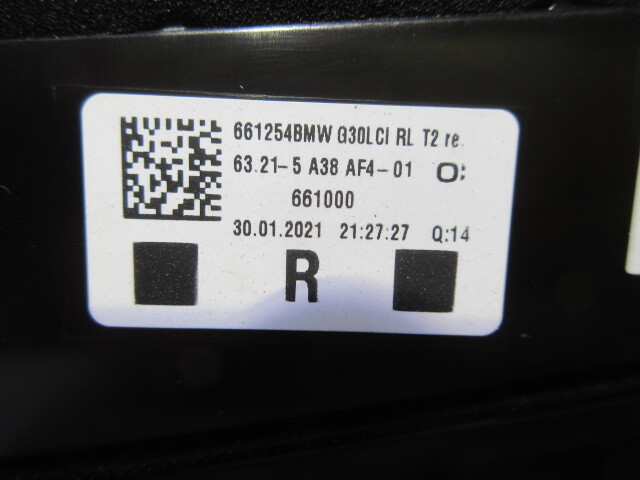 661254BMW G30LCI RL T2 re.
63.21-5 A38 AF4-01 O:
661000
30.01.2021 21:27:27 Q:14
R